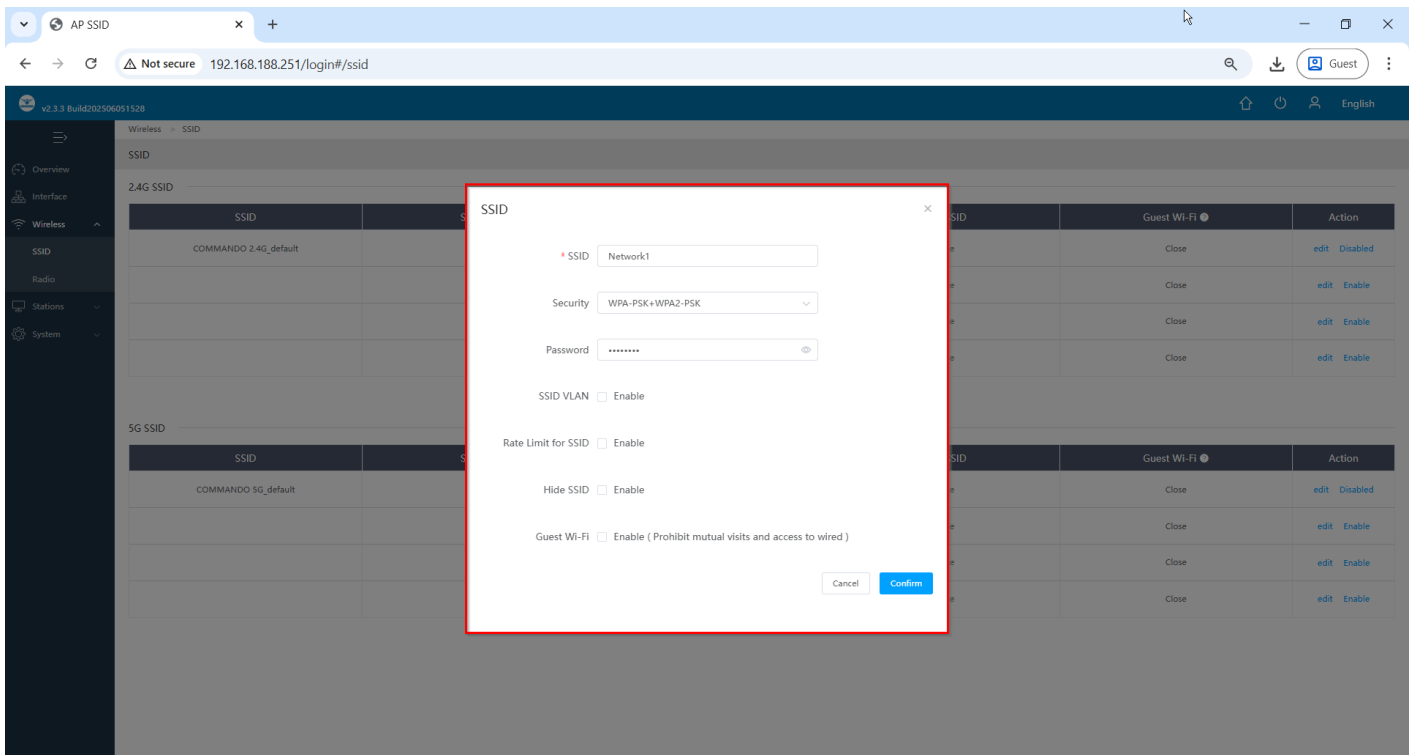 AP SSID
Not secure 192.168.188.251/login#/ssid Guest
v2.3.3 Build202506051528 English
Wireless > SSID
SSID
Overview
Interface
Wireless
SSID
Radio
Stations
System
2.4G SSID
SSID SID Guest Wi-Fi Action
COMMANDO 2.4G_default Close edit Disabled
Close edit Enable
Close edit Enable
Close edit Enable
5G SSID
SSID SID Guest Wi-Fi Action
COMMANDO 5G_default Close edit Disabled
Close edit Enable
Close edit Enable
Close edit Enable
SSID
* SSID Network1
Security WPA-PSK+WPA2-PSK
Password ••••••••
SSID VLAN Enable
Rate Limit for SSID Enable
Hide SSID Enable
Guest Wi-Fi Enable ( Prohibit mutual visits and access to wired )
Cancel Confirm